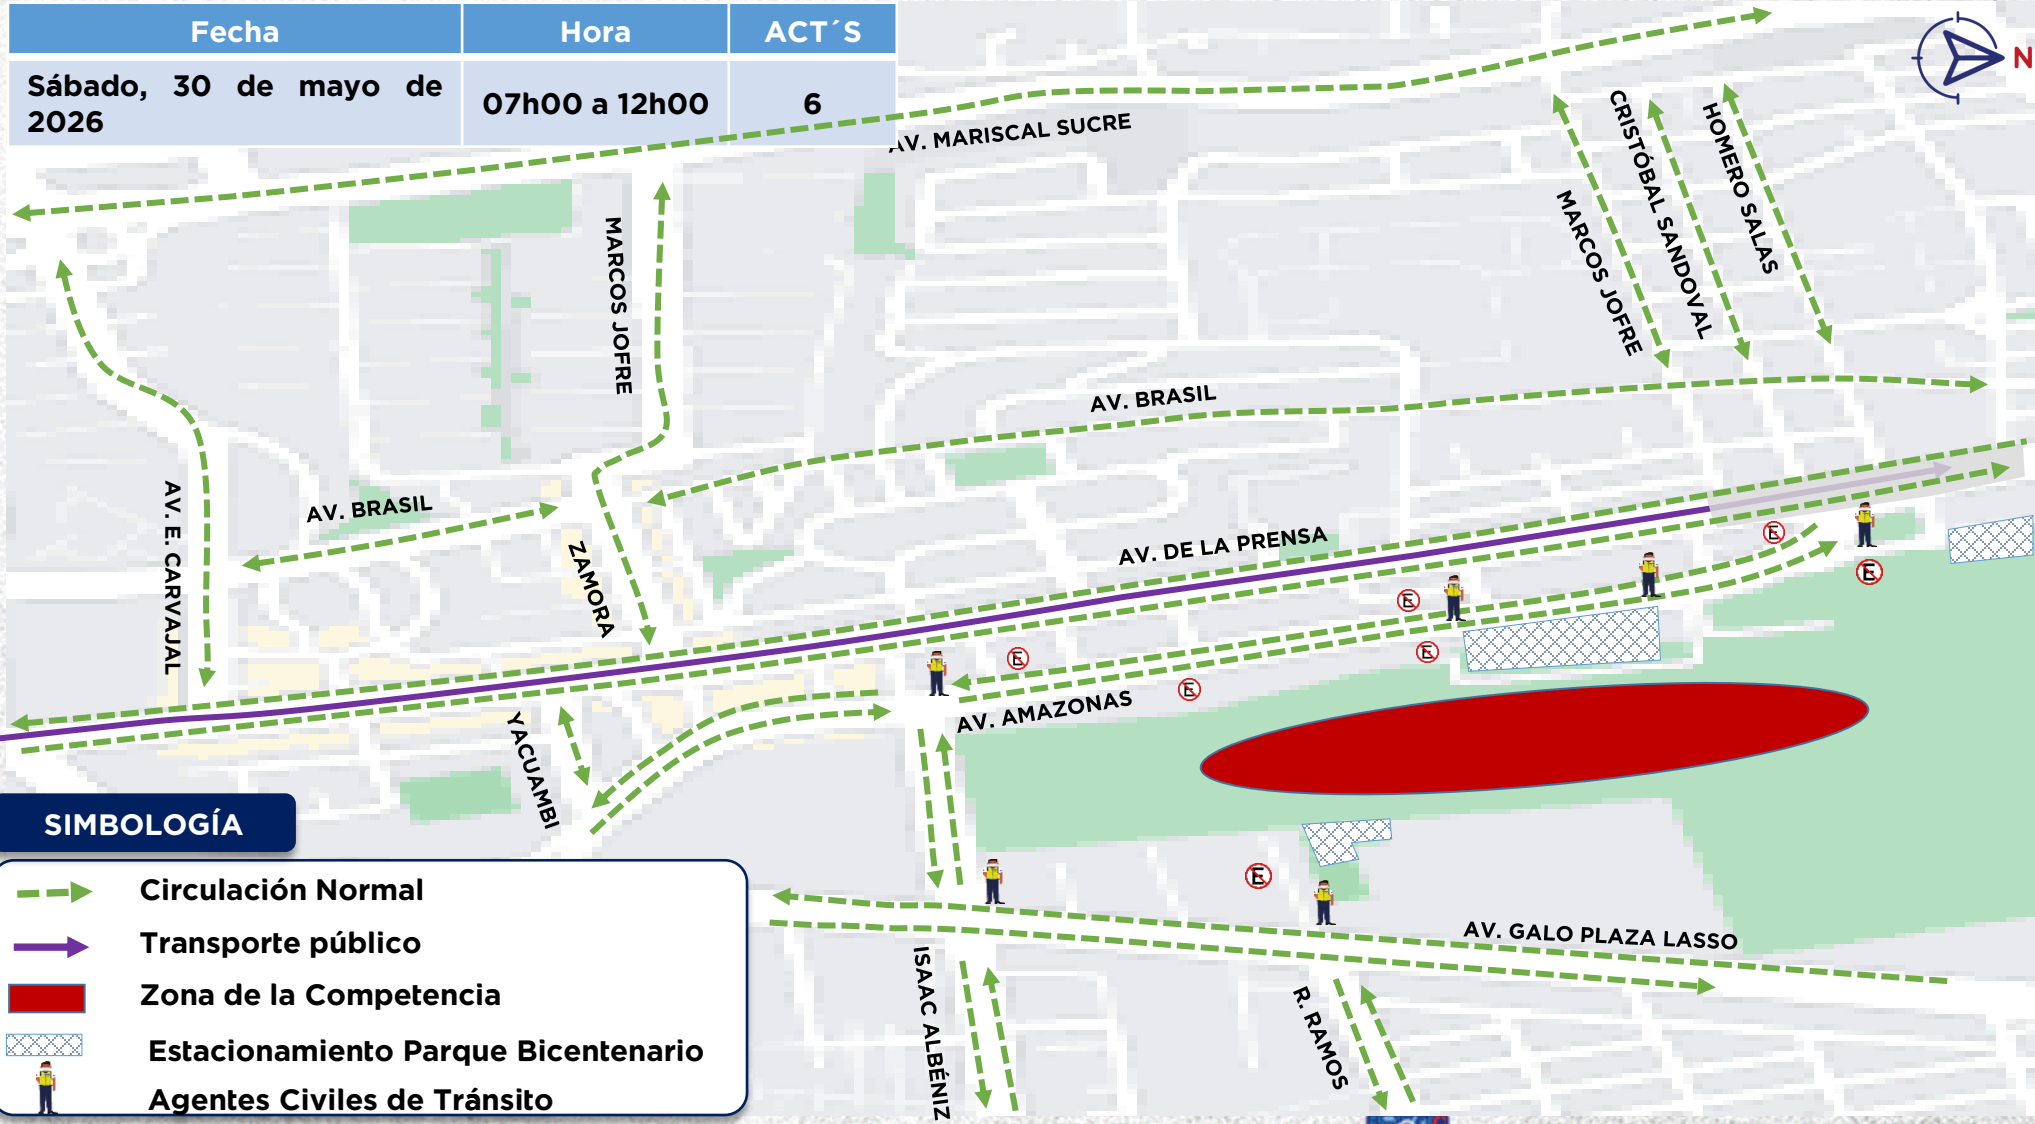 Fecha
Hora
ACT´S
Sábado, 30 de mayo de
2026
07h00 a 12h00
6
N
AV. MARISCAL SUCRE
CRISTÓBAL SANDOVAL
HOMERO SALAS
MARCOS JOFRE
MARCOS JOFRE
AV. BRASIL
AV. BRASIL
AV. E. CARVAJAL
ZAMORA
AV. DE LA PRENSA
E
E
E
E
E
E
E
AV. AMAZONAS
YACUAMBI
AV. GALO PLAZA LASSO
ISAAC ALBÉNIZ
R. RAMOS
SIMBOLOGÍA
Circulación Normal
Transporte público
Zona de la Competencia
Estacionamiento Parque Bicentenario
Agentes Civiles de Tránsito